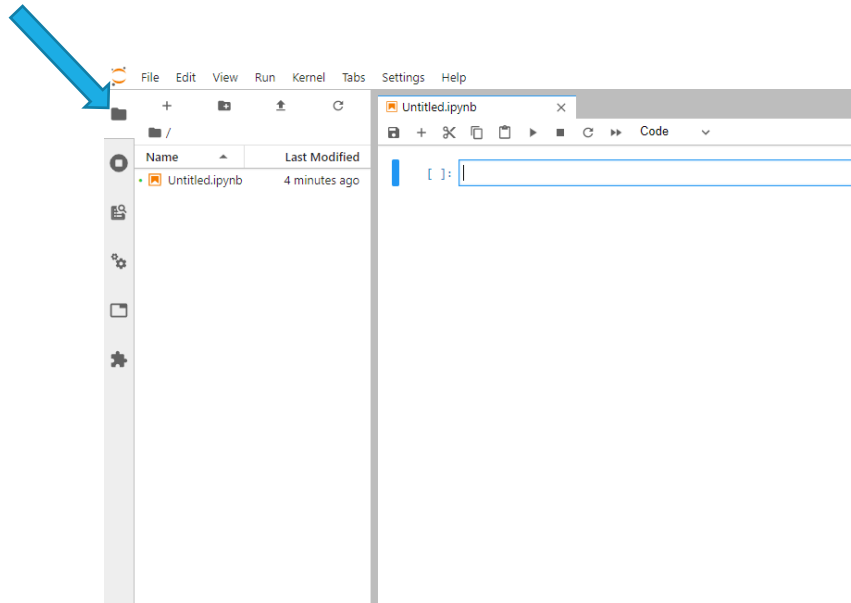 File Edit View Run Kernel Tabs Settings Help
Untitled.ipynb
/
Code
Name Last Modified
Untitled.ipynb 4 minutes ago
[ ]: